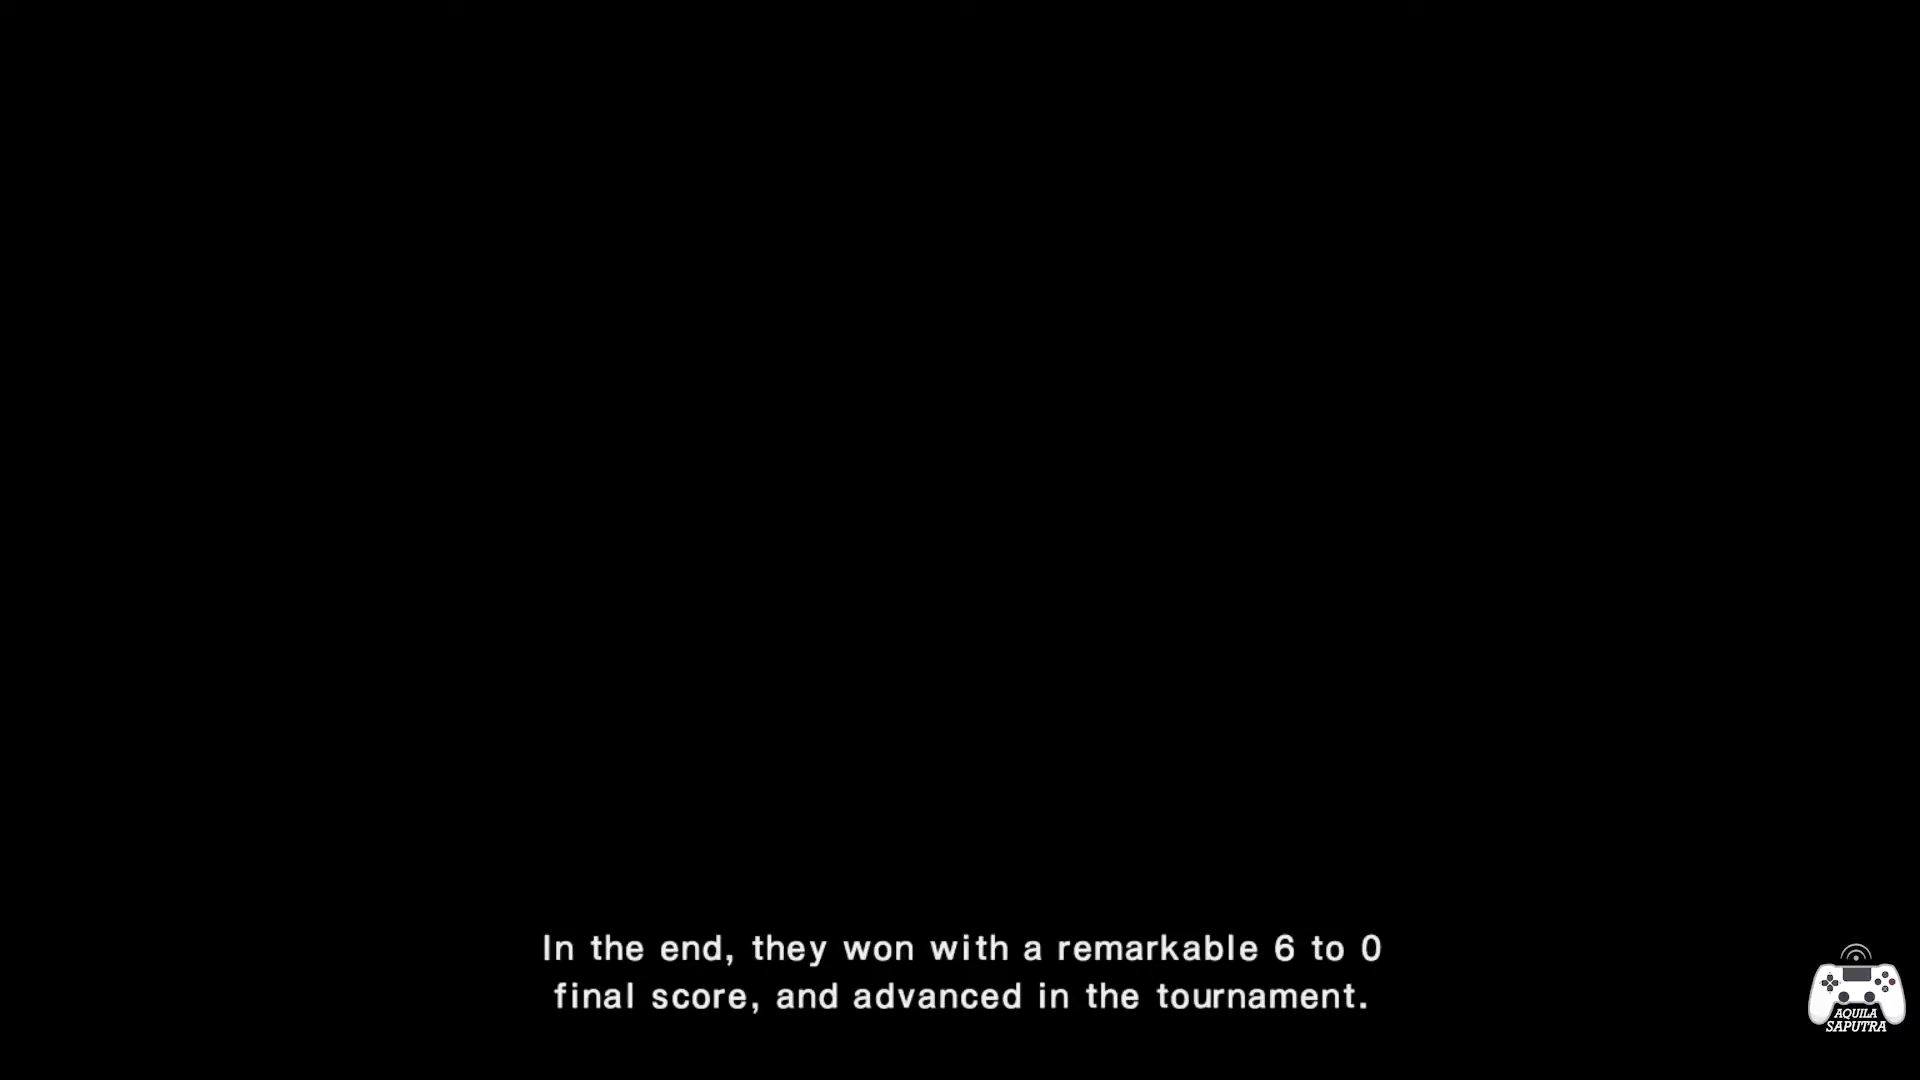 In the end, they won with a remarkable 6 to 0
final score, and advanced in the tournament.
AQUILA
SAPUTRA